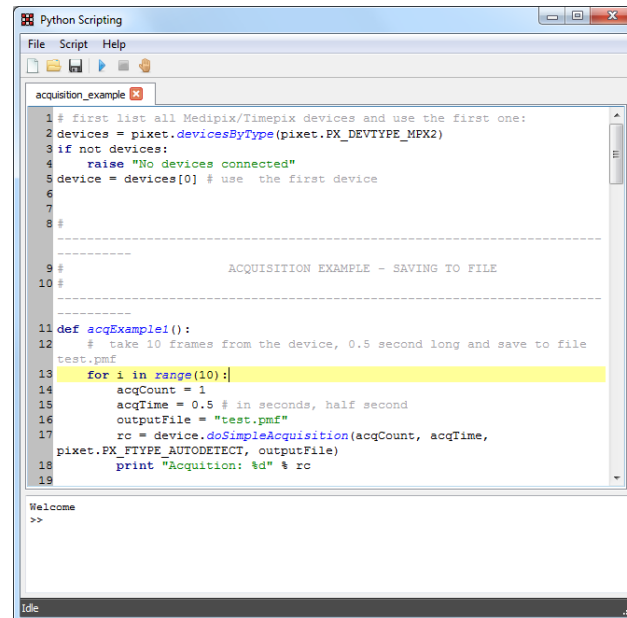 Python Scripting
File Script Help
acquisition_example
1 # first list all Medipix/Timepix devices and use the first one:
2 devices = pixet.devicesByType(pixet.PX_DEVTYPE_MPX2)
3 if not devices:
4     raise "No devices connected"
5 device = devices[0] # use  the first device
6
7
8 #
-----------------------------------------------------------------------
----------
9 #                     ACQUISITION EXAMPLE - SAVING TO FILE
10 #
-----------------------------------------------------------------------
----------
11 def acqExample1():
12     #  take 10 frames from the device, 0.5 second long and save to file
test.pmf
13     for i in range(10):
14         acqCount = 1
15         acqTime = 0.5 # in seconds, half second
16         outputFile = "test.pmf"
17         rc = device.doSimpleAcquisition(acqCount, acqTime,
pixet.PX_FTYPE_AUTODETECT, outputFile)
18         print "Acquition: %d" % rc
19
Welcome
>>
Idle